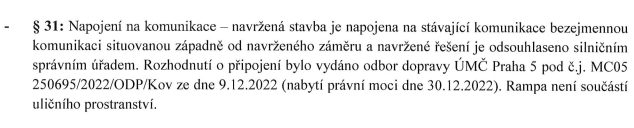 - § 31: Napojení na komunikace – navržená stavba je napojena na stávající komunikace bezejmennou
komunikaci situovanou západně od navrženého záměru a navržené řešení je odsouhlaseno silničním
správním úřadem. Rozhodnutí o připojení bylo vydáno odbor dopravy ÚMČ Praha 5 pod č.j. MC05
250695/2022/ODP/Kov ze dne 9.12.2022 (nabytí právní moci dne 30.12.2022). Rampa není součástí
uličního prostranství.